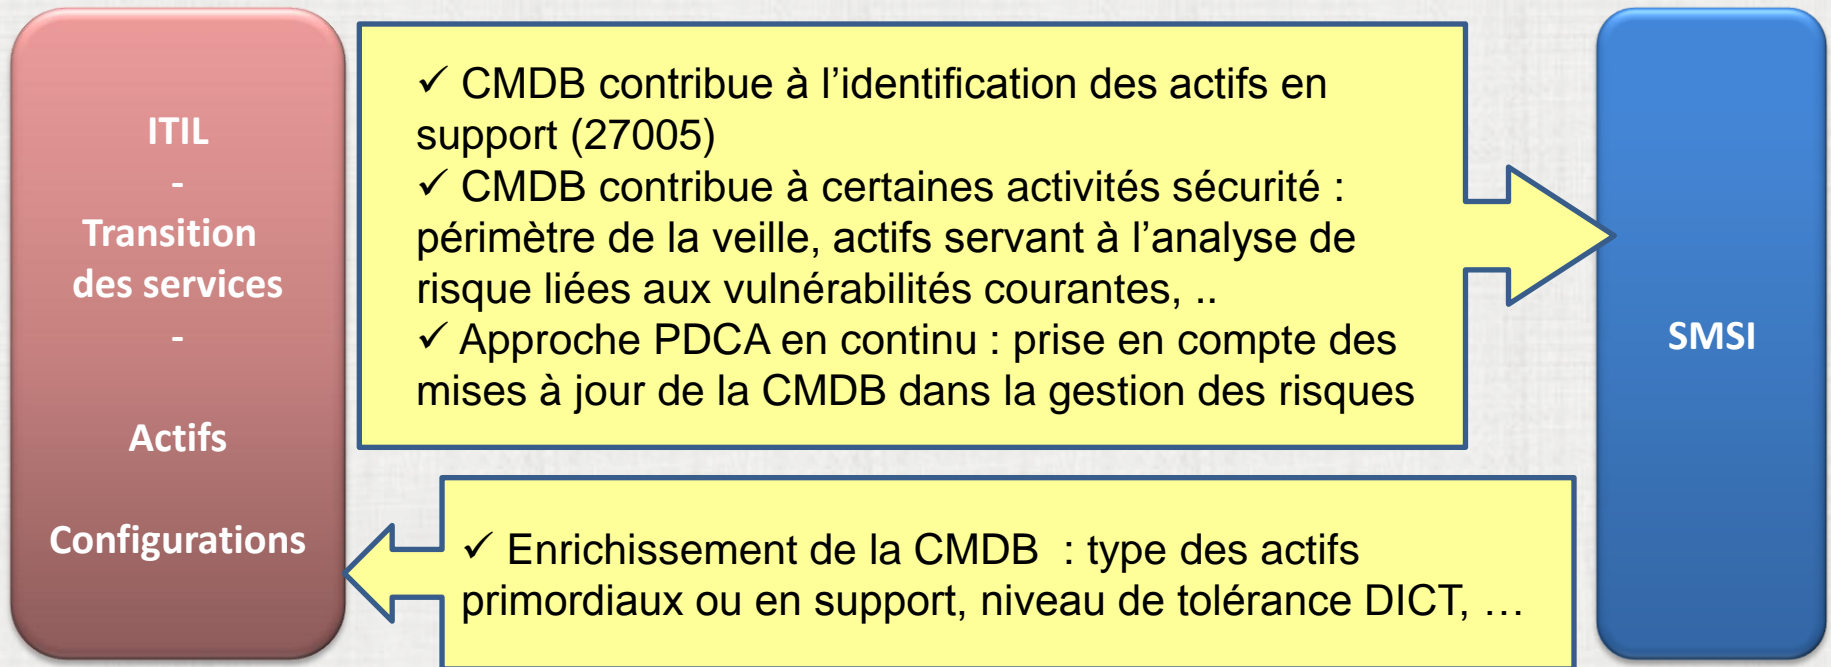 ITIL
-
Transition
des services
-
Actifs
Configurations
✓ CMDB contribue à l’identification des actifs en
support (27005)
✓ CMDB contribue à certaines activités sécurité :
périmètre de la veille, actifs servant à l’analyse de
risque liées aux vulnérabilités courantes, ..
✓ Approche PDCA en continu : prise en compte des
mises à jour de la CMDB dans la gestion des risques
✓ Enrichissement de la CMDB : type des actifs
primordiaux ou en support, niveau de tolérance DICT, …
SMSI